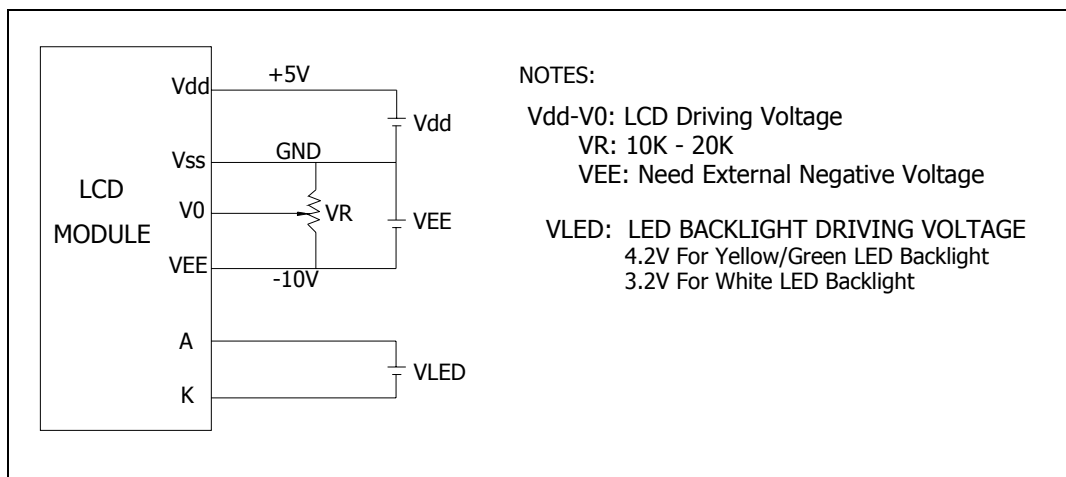 Vdd
+5V
Vdd
Vss
GND
LCD
MODULE
V0
VR
VEE
VEE
-10V
A
VLED
K
NOTES:
Vdd-V0: LCD Driving Voltage
VR: 10K - 20K
VEE: Need External Negative Voltage
VLED: LED BACKLIGHT DRIVING VOLTAGE
4.2V For Yellow/Green LED Backlight
3.2V For White LED Backlight